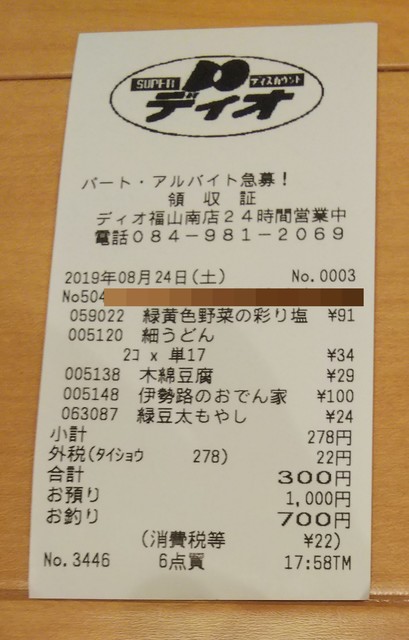 SUPER ディスカウント
ディオ
パート・アルバイト急募！
領収証
ディオ福山南店24時間営業中
電話084-981-2069
2019年08月24日(土) No.0003
No504
059022 緑黄色野菜の彩り塩 ¥91
005120 細うどん
2コ x 単17 ¥34
005138 木綿豆腐 ¥29
005148 伊勢路のおでん家 ¥100
063087 緑豆太もやし ¥24
小計 278円
外税(タイショウ 278) 22円
合計 300円
お預り 1,000円
お釣り 700円
(消費税等 ¥22)
No.3446 6点買 17:58TM